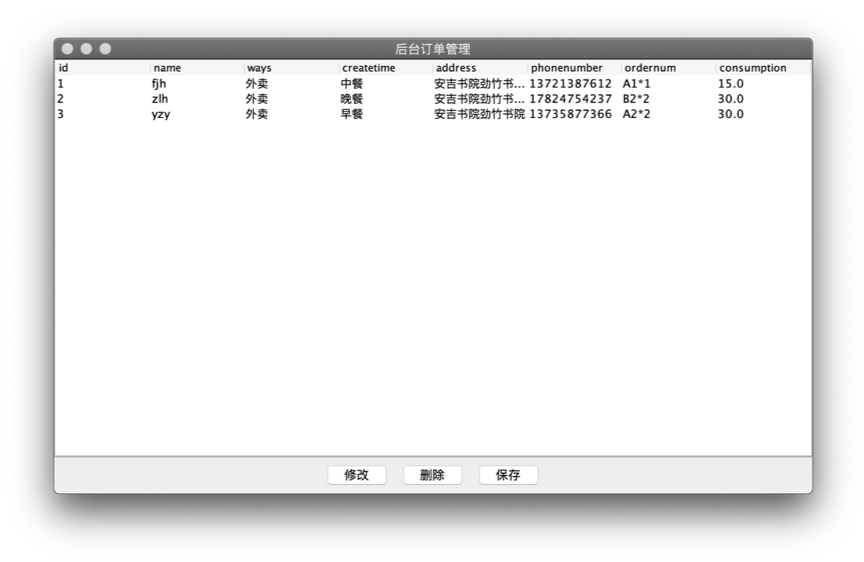 后台订单管理
id name ways createtime address phonenumber ordernum consumption
1 fjh 外卖 中餐 安吉书院劲竹书... 13721387612 A1*1 15.0
2 zlh 外卖 晚餐 安吉书院劲竹书... 17824754237 B2*2 30.0
3 yzy 外卖 早餐 安吉书院劲竹书院 13735877366 A2*2 30.0
修改 删除 保存